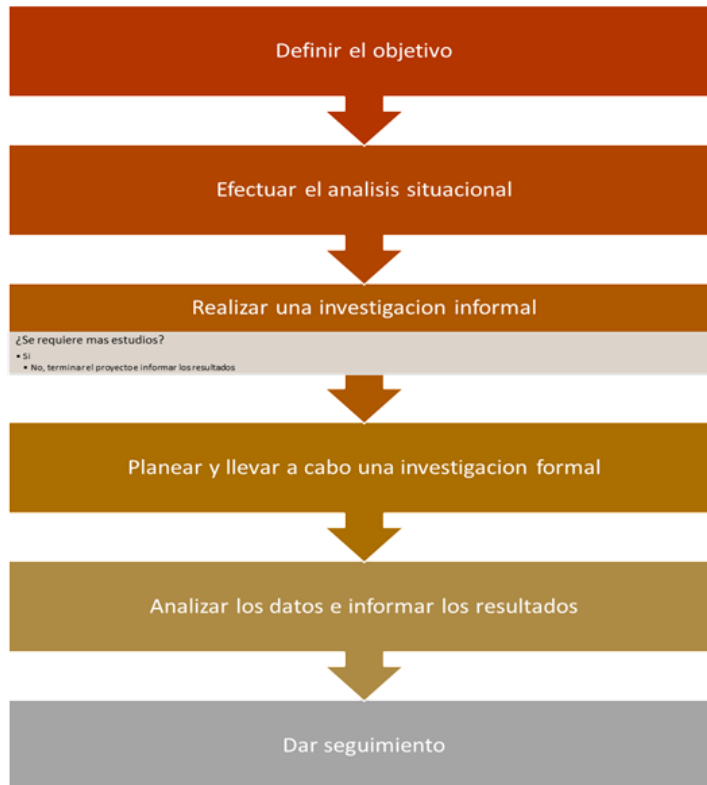 Definir el objetivo
Efectuar el analisis situacional
Realizar una investigacion informal
¿Se requiere mas estudios?
▪ Si
▪ No, terminar el proyecto e informar los resultados
Planear y llevar a cabo una investigacion formal
Analizar los datos e informar los resultados
Dar seguimiento